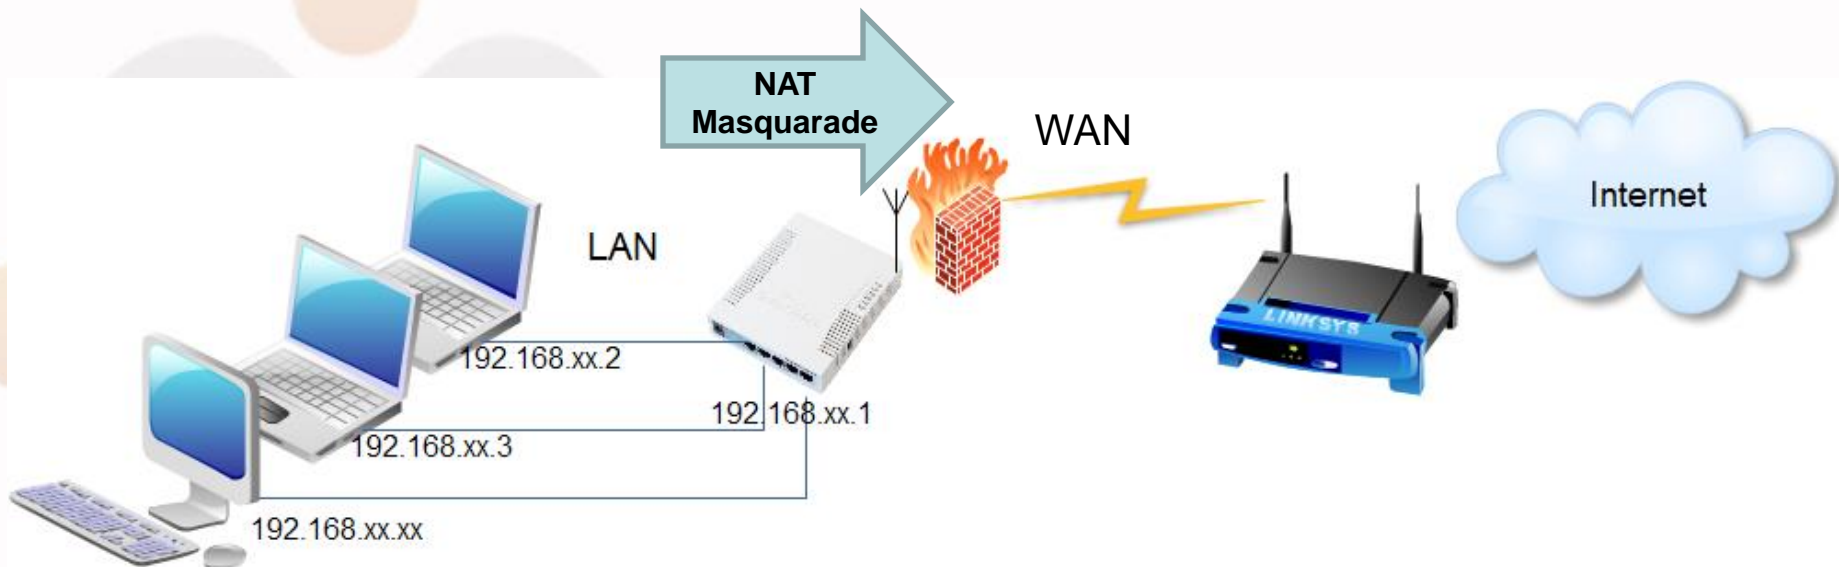 NAT
Masquarade
WAN
Internet
LAN
LINKSYS
192.168.xx.2
192.168.xx.1
192.168.xx.3
192.168.xx.xx